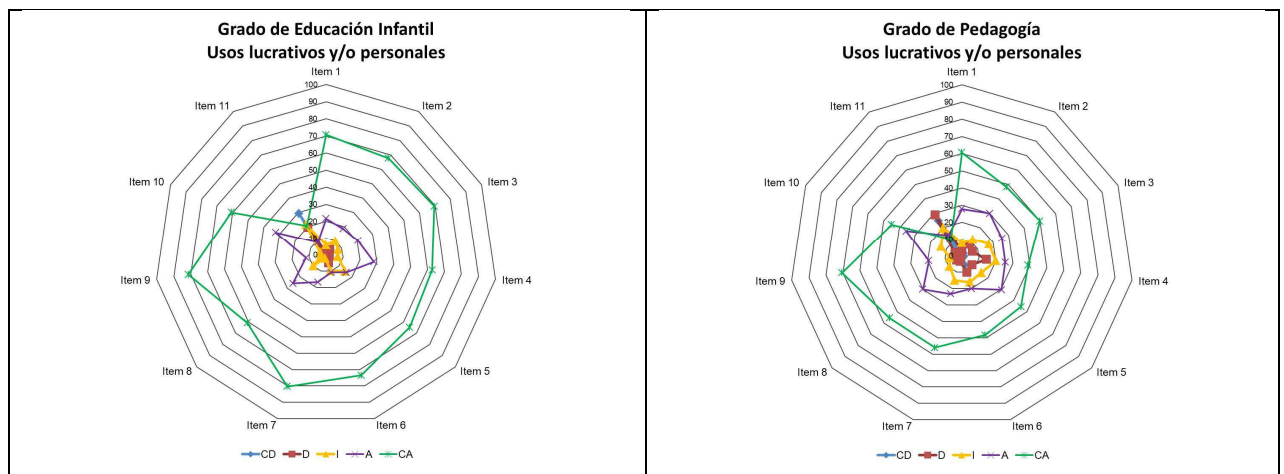 Grado de Educación Infantil
Usos lucrativos y/o personales
Item 1
Item 2
Item 3
Item 4
Item 5
Item 6
Item 7
Item 8
Item 9
Item 10
Item 11
100
90
80
70
60
50
40
30
20
10
0
CD D I A CA
Grado de Pedagogía
Usos lucrativos y/o personales
Item 1
Item 2
Item 3
Item 4
Item 5
Item 6
Item 7
Item 8
Item 9
Item 10
Item 11
100
90
80
70
60
50
40
30
20
10
0
CD D I A CA